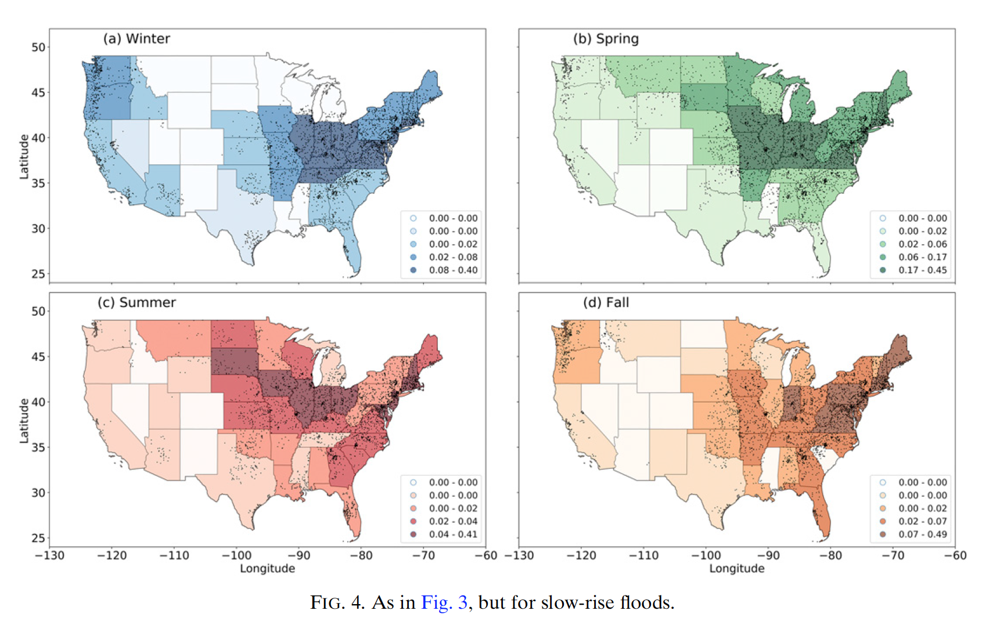 (a) Winter
(b) Spring
50
45
40
35
30
25
Latitude
0.00 - 0.00
0.00 - 0.00
0.00 - 0.02
0.02 - 0.08
0.08 - 0.40
0.00 - 0.00
0.00 - 0.02
0.02 - 0.06
0.06 - 0.17
0.17 - 0.45
(c) Summer
(d) Fall
50
45
40
35
30
25
Latitude
0.00 - 0.00
0.00 - 0.00
0.00 - 0.02
0.02 - 0.04
0.04 - 0.41
0.00 - 0.00
0.00 - 0.00
0.00 - 0.02
0.02 - 0.07
0.07 - 0.49
−130 −120 −110 −100 −90 −80 −70 −60
−130 −120 −110 −100 −90 −80 −70 −60
Longitude
Longitude
FIG. 4. As in Fig. 3, but for slow-rise floods.